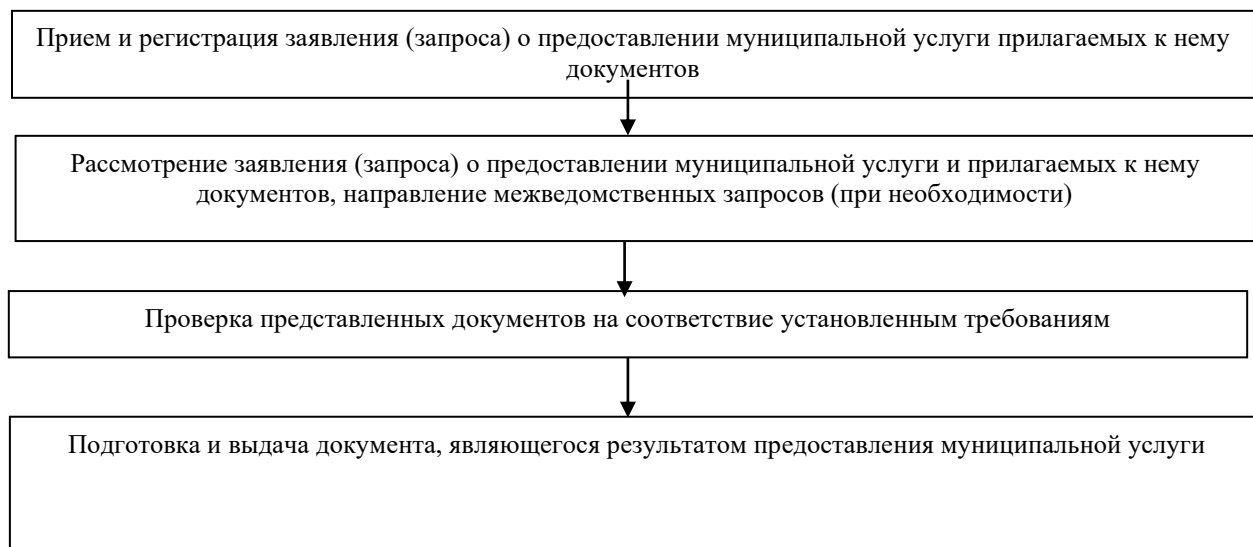 Прием и регистрация заявления (запроса) о предоставлении муниципальной услуги прилагаемых к нему
документов
Рассмотрение заявления (запроса) о предоставлении муниципальной услуги и прилагаемых к нему
документов, направление межведомственных запросов (при необходимости)
Проверка представленных документов на соответствие установленным требованиям
Подготовка и выдача документа, являющегося результатом предоставления муниципальной услуги